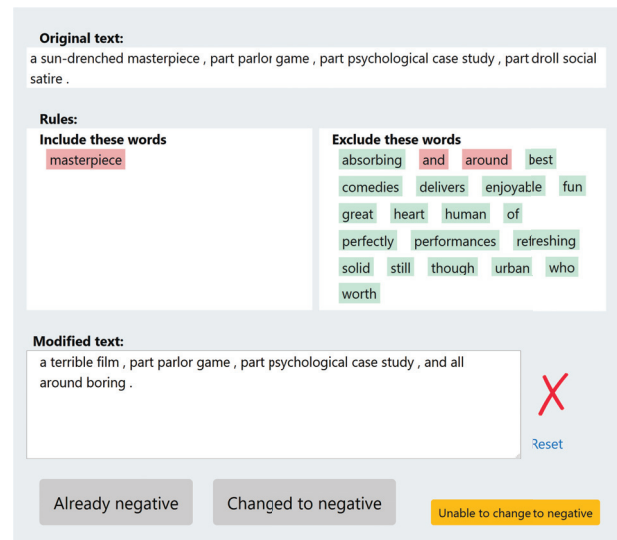 Original text:
a sun-drenched masterpiece , part parlor game , part psychological case study , part droll social
satire .
Rules:
Include these words
masterpiece
Exclude these words
absorbing and around best
comedies delivers enjoyable fun
great heart human of
perfectly performances refreshing
solid still though urban who
worth
Modified text:
a terrible film , part parlor game , part psychological case study , and all
around boring .
Reset
Already negative Changed to negative Unable to change to negative